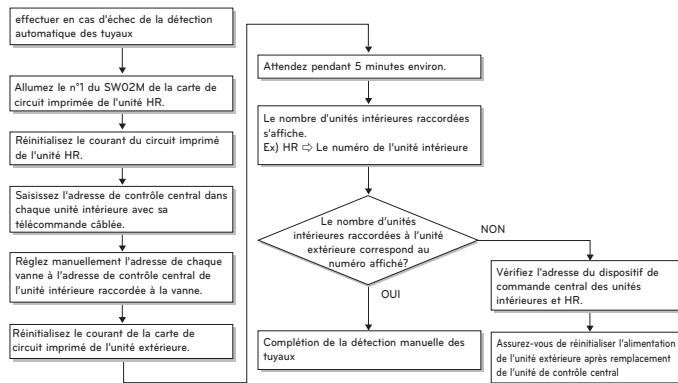 effectuer en cas d'échec de la détection
automatique des tuyaux
Allumez le n°1 du SW02M de la carte de
circuit imprimée de l'unité HR.
Réinitialisez le courant du circuit imprimé
de l'unité HR.
Saisissez l'adresse de contrôle central dans
chaque unité intérieure avec sa
télécommande câblée.
Réglez manuellement l'adresse de chaque
vanne à l'adresse de contrôle central de
l'unité intérieure raccordée à la vanne.
Réinitialisez le courant de la carte de
circuit imprimé de l'unité extérieure.
Attendez pendant 5 minutes environ.
Le nombre d'unités intérieures raccordées
s'affiche.
Ex) HR ⇨ Le numéro de l'unité intérieure
Le nombre d'unités
intérieures raccordées à l'unité
extérieure correspond au
numéro affiché?
NON
OUI
Complétion de la détection manuelle des
tuyaux
Vérifiez l'adresse du dispositif de
commande central des unités
intérieures et HR.
Assurez-vous de réinitialiser l'alimentation
de l'unité extérieure après remplacement
de l'unité de contrôle central